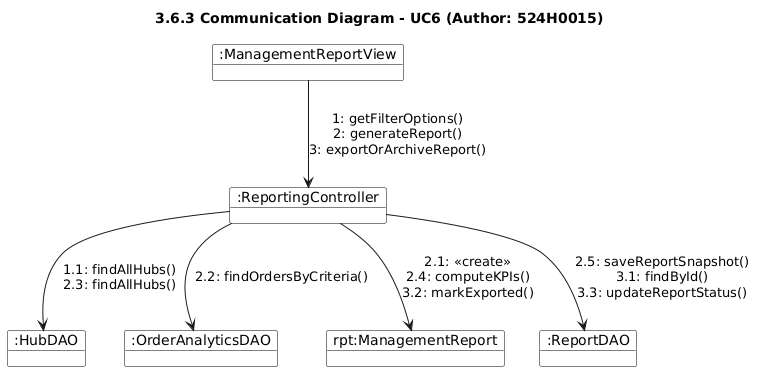 3.6.3 Communication Diagram - UC6 (Author: 524H0015)
:ManagementReportView
1: getFilterOptions()
2: generateReport()
3: exportOrArchiveReport()
:ReportingController
1.1: findAllHubs()
2.3: findAllHubs()
2.2: findOrdersByCriteria()
2.1: «create»
2.4: computeKPIs()
3.2: markExported()
2.5: saveReportSnapshot()
3.1: findById()
3.3: updateReportStatus()
:HubDAO
:OrderAnalyticsDAO
rpt:ManagementReport
:ReportDAO